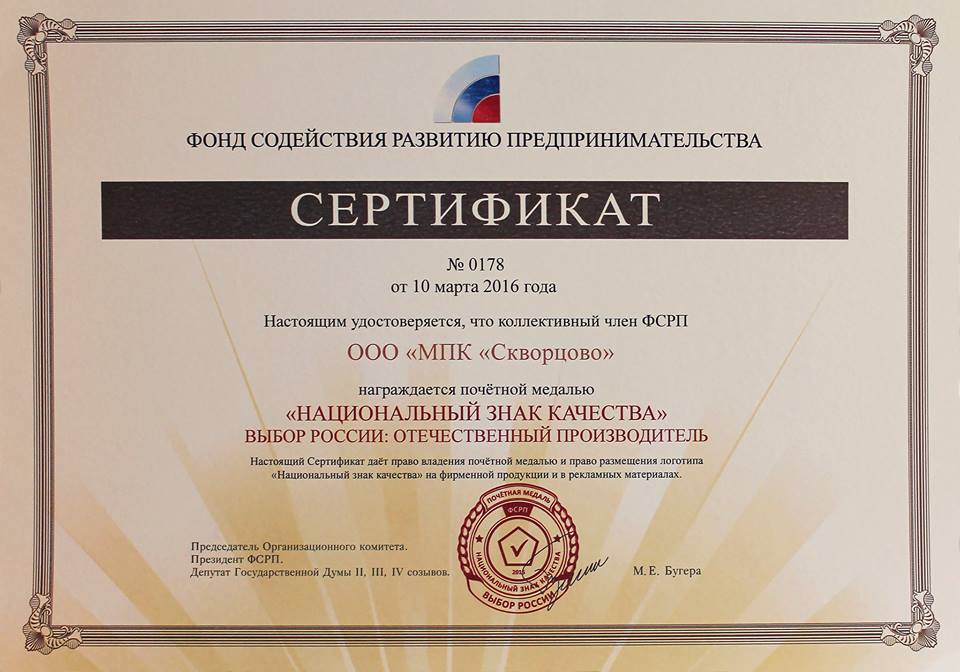 ФОНД СОДЕЙСТВИЯ РАЗВИТИЮ ПРЕДПРИНИМАТЕЛЬСТВА
СЕРТИФИКАТ
№ 0178
от 10 марта 2016 года
Настоящим удостоверяется, что коллективный член ФСРП
ООО «МПК «Скворцово»
награждается почётной медалью
«НАЦИОНАЛЬНЫЙ ЗНАК КАЧЕСТВА»
ВЫБОР РОССИИ: ОТЕЧЕСТВЕННЫЙ ПРОИЗВОДИТЕЛЬ
Настоящий Сертификат даёт право владения почётной медалью и право размещения логотипа
«Национальный знак качества» на фирменной продукции и в рекламных материалах.
ПОЧЁТНАЯ МЕДАЛЬ
ФСРП
НАЦИОНАЛЬНЫЙ ЗНАК КАЧЕСТВА
ВЫБОР РОССИИ
Председатель Организационного комитета.
Президент ФСРП.
Депутат Государственной Думы II, III, IV созывов.
М.Е. Бугера